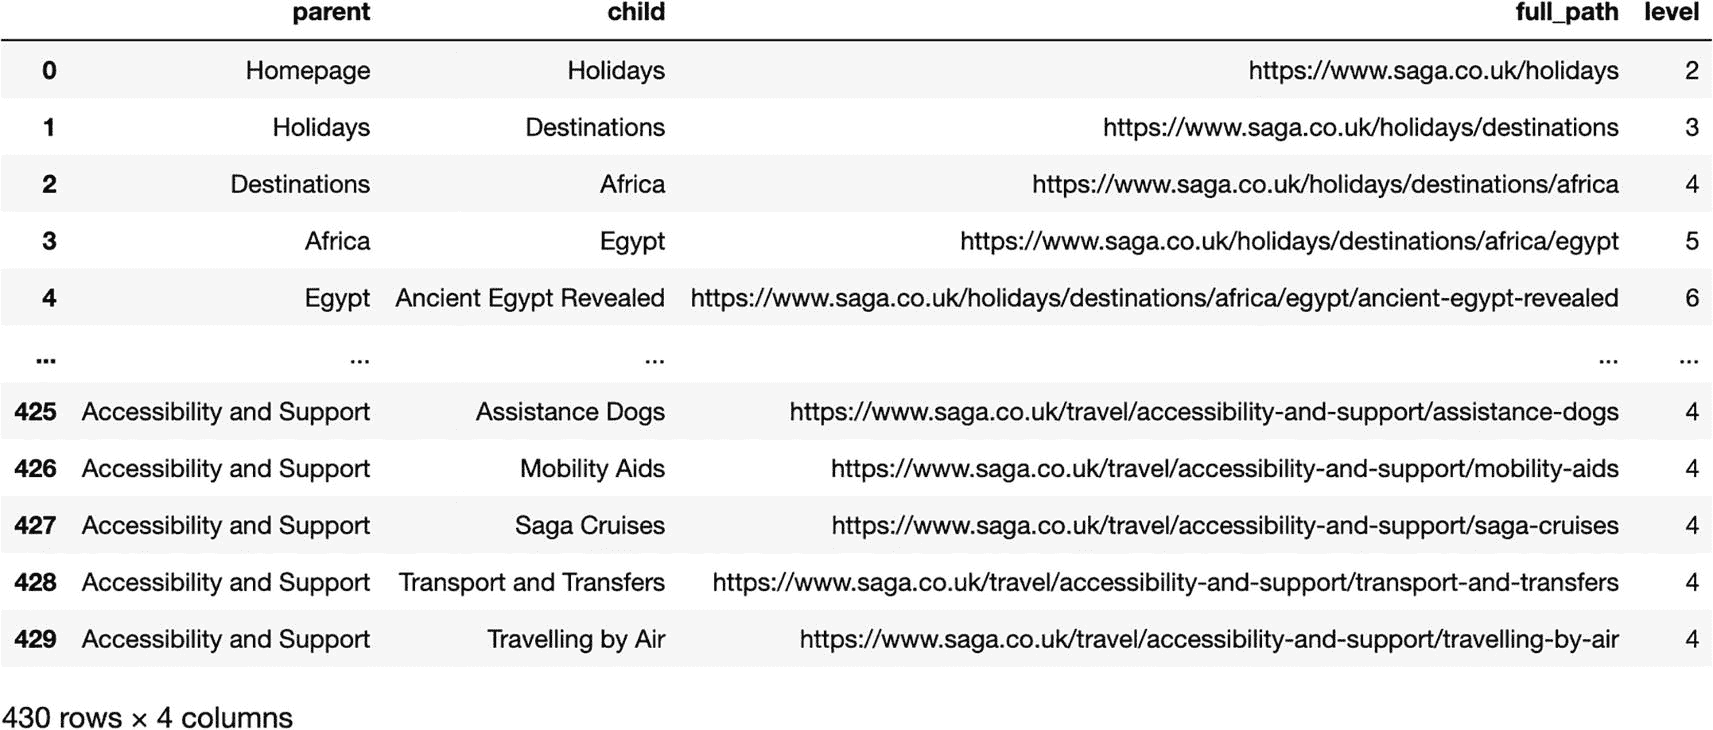 parent child full_path level
0 Homepage Holidays https://www.saga.co.uk/holidays 2
1 Holidays Destinations https://www.saga.co.uk/holidays/destinations 3
2 Destinations Africa https://www.saga.co.uk/holidays/destinations/africa 4
3 Africa Egypt https://www.saga.co.uk/holidays/destinations/africa/egypt 5
4 Egypt Ancient Egypt Revealed https://www.saga.co.uk/holidays/destinations/africa/egypt/ancient-egypt-revealed 6
... ... ... ... ...
425 Accessibility and Support Assistance Dogs https://www.saga.co.uk/travel/accessibility-and-support/assistance-dogs 4
426 Accessibility and Support Mobility Aids https://www.saga.co.uk/travel/accessibility-and-support/mobility-aids 4
427 Accessibility and Support Saga Cruises https://www.saga.co.uk/travel/accessibility-and-support/saga-cruises 4
428 Accessibility and Support Transport and Transfers https://www.saga.co.uk/travel/accessibility-and-support/transport-and-transfers 4
429 Accessibility and Support Travelling by Air https://www.saga.co.uk/travel/accessibility-and-support/travelling-by-air 4
430 rows × 4 columns